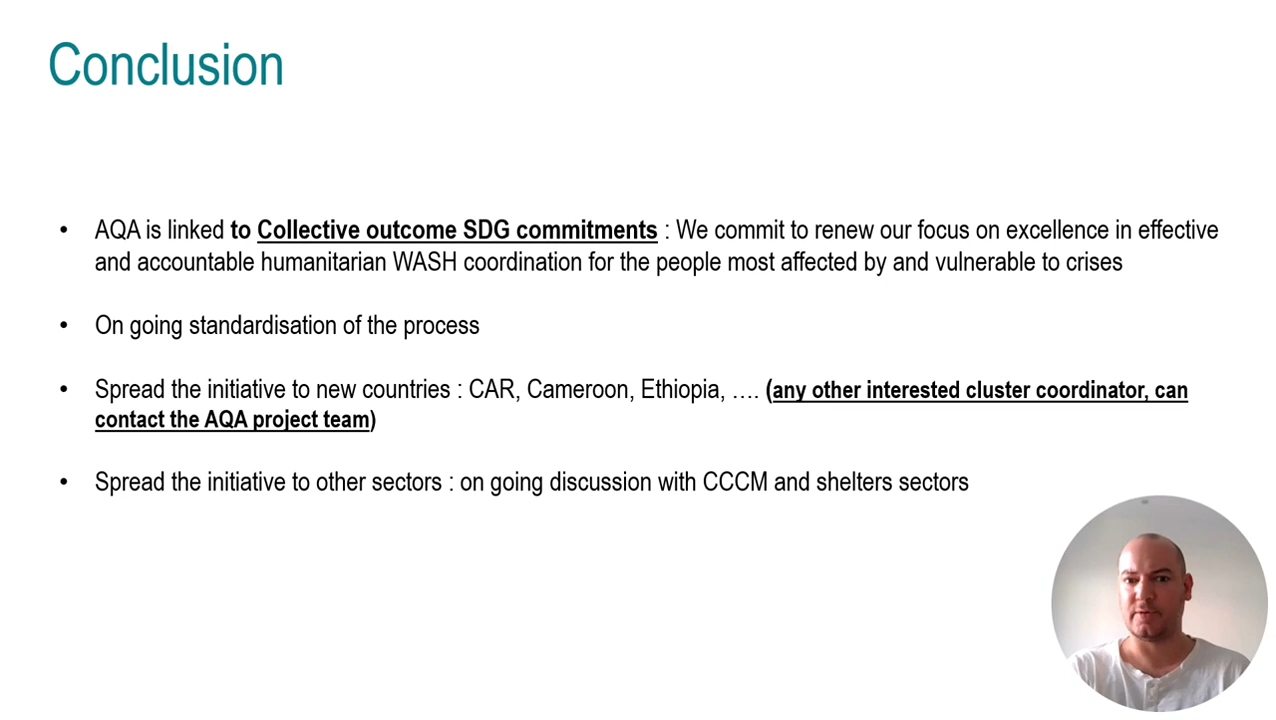 Conclusion
• AQA is linked to Collective outcome SDG commitments : We commit to renew our focus on excellence in effective
and accountable humanitarian WASH coordination for the people most affected by and vulnerable to crises
• On going standardisation of the process
• Spread the initiative to new countries : CAR, Cameroon, Ethiopia, …. (any other interested cluster coordinator, can
contact the AQA project team)
• Spread the initiative to other sectors : on going discussion with CCCM and shelters sectors